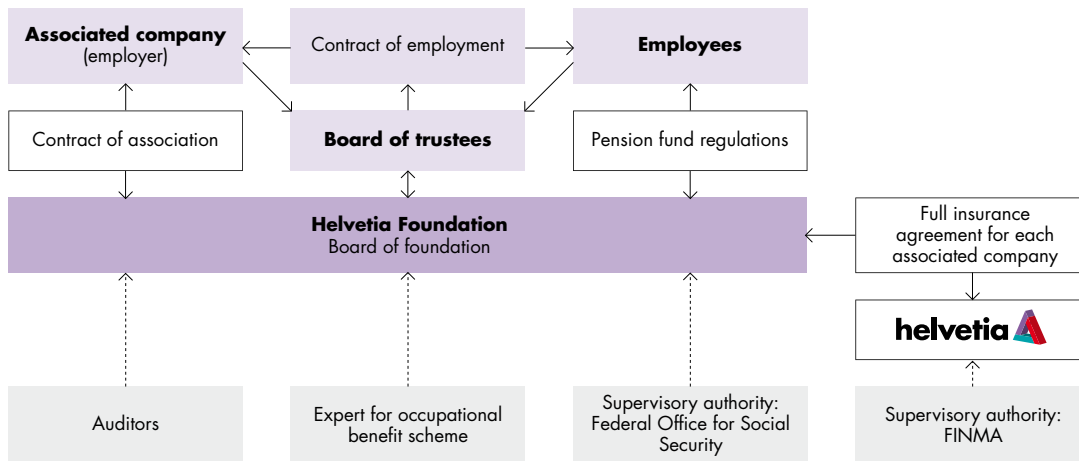 Associated company
(employer)
Contract of employment
Employees
Contract of association
Board of trustees
Pension fund regulations
Helvetia Foundation
Board of foundation
Full insurance
agreement for each
associated company
helvetia
Auditors
Expert for occupational
benefit scheme
Supervisory authority:
Federal Office for Social
Security
Supervisory authority:
FINMA